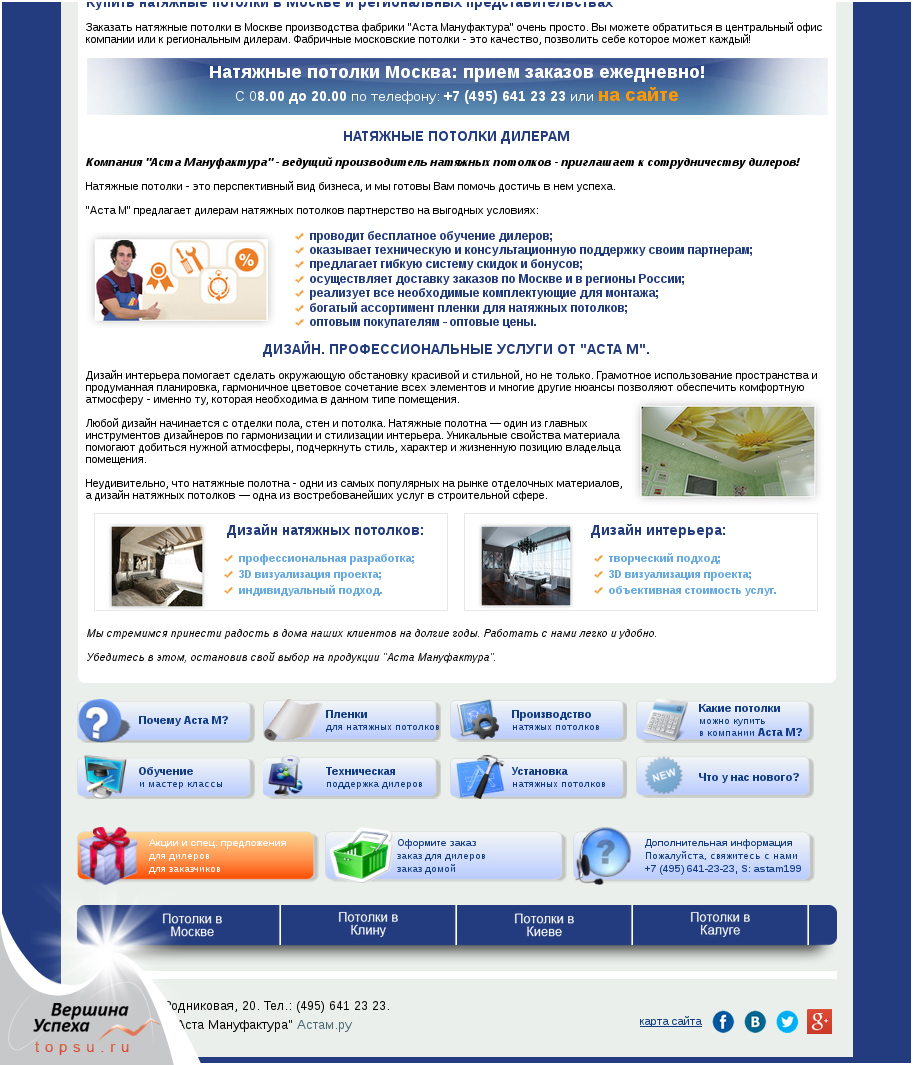 Купить натяжные потолки в Москве и региональных представительствах
Заказать натяжные потолки в Москве производства фабрики "Аста Мануфактура" очень просто. Вы можете обратиться в центральный офис
компании или к региональным дилерам. Фабричные московские потолки - это качество, позволить себе которое может каждый!
Натяжные потолки Москва: прием заказов ежедневно!
С 08.00 до 20.00 по телефону: +7 (495) 641 23 23 или на сайте
НАТЯЖНЫЕ ПОТОЛКИ ДИЛЕРАМ
Компания "Аста Мануфактура" - ведущий производитель натяжных потолков - приглашает к сотрудничеству дилеров!
Натяжные потолки - это перспективный вид бизнеса, и мы готовы Вам помочь достичь в нем успеха.
"Аста М" предлагает дилерам натяжных потолков партнерство на выгодных условиях:
проводит бесплатное обучение дилеров;
оказывает техническую и консультационную поддержку своим партнерам;
предлагает гибкую систему скидок и бонусов;
осуществляет доставку заказов по Москве и в регионы России;
реализует все необходимые комплектующие для монтажа;
богатый ассортимент пленки для натяжных потолков;
оптовым покупателям - оптовые цены.
%
ДИЗАЙН. ПРОФЕССИОНАЛЬНЫЕ УСЛУГИ ОТ "АСТА М".
Дизайн интерьера помогает сделать окружающую обстановку красивой и стильной, но не только. Грамотное использование пространства и
продуманная планировка, гармоничное цветовое сочетание всех элементов и многие другие нюансы позволяют обеспечить комфортную
атмосферу - именно ту, которая необходима в данном типе помещения.
Любой дизайн начинается с отделки пола, стен и потолка. Натяжные полотна — один из главных
инструментов дизайнеров по гармонизации и стилизации интерьера. Уникальные свойства материала
помогают добиться нужной атмосферы, подчеркнуть стиль, характер и жизненную позицию владельца
помещения.
Неудивительно, что натяжные полотна - одни из самых популярных на рынке отделочных материалов,
а дизайн натяжных потолков — одна из востребованейших услуг в строительной сфере.
Дизайн натяжных потолков:
профессиональная разработка;
3D визуализация проекта;
индивидуальный подход.
Дизайн интерьера:
творческий подход;
3D визуализация проекта;
объективная стоимость услуг.
Мы стремимся принести радость в дома наших клиентов на долгие годы. Работать с нами легко и удобно.
Убедитесь в этом, остановив свой выбор на продукции "Аста Мануфактура".
Почему Аста М?
Пленки
для натяжных потолков
Производство
натяжых потолков
Какие потолки
можно купить
в компании Аста М?
Обучение
и мастер классы
Техническая
поддержка дилеров
Установка
натяжных потолков
NEW
Что у нас нового?
Акции и спец. предложения
для дилеров
для заказчиков
Оформите заказ
заказ для дилеров
заказ домой
Дополнительная информация
Пожалуйста, свяжитесь с нами
+7 (495) 641-23-23, S: astam199
Потолки в
Москве
Потолки в
Клину
Потолки в
Киеве
Потолки в
Калуге
Родниковая, 20. Тел.: (495) 641 23 23.
Аста Мануфактура" Астам.ру
карта сайта
f
B
g+
Вершина
Успеха
topsu.ru